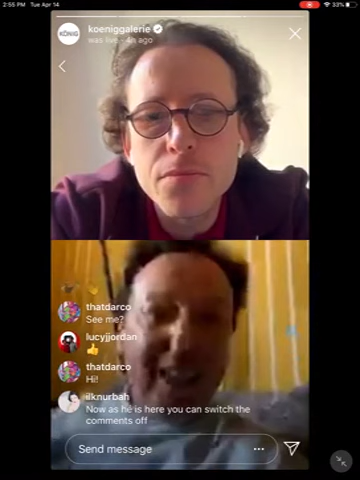 2:55 PM Tue Apr 14
33%
KÖNIG
koeniggalerie
was live · 4h ago
thatdarco
See me?
lucyjjordan
👍
thatdarco
Hi!
ilknurbah
Now as he is here you can switch the
comments off
Send message